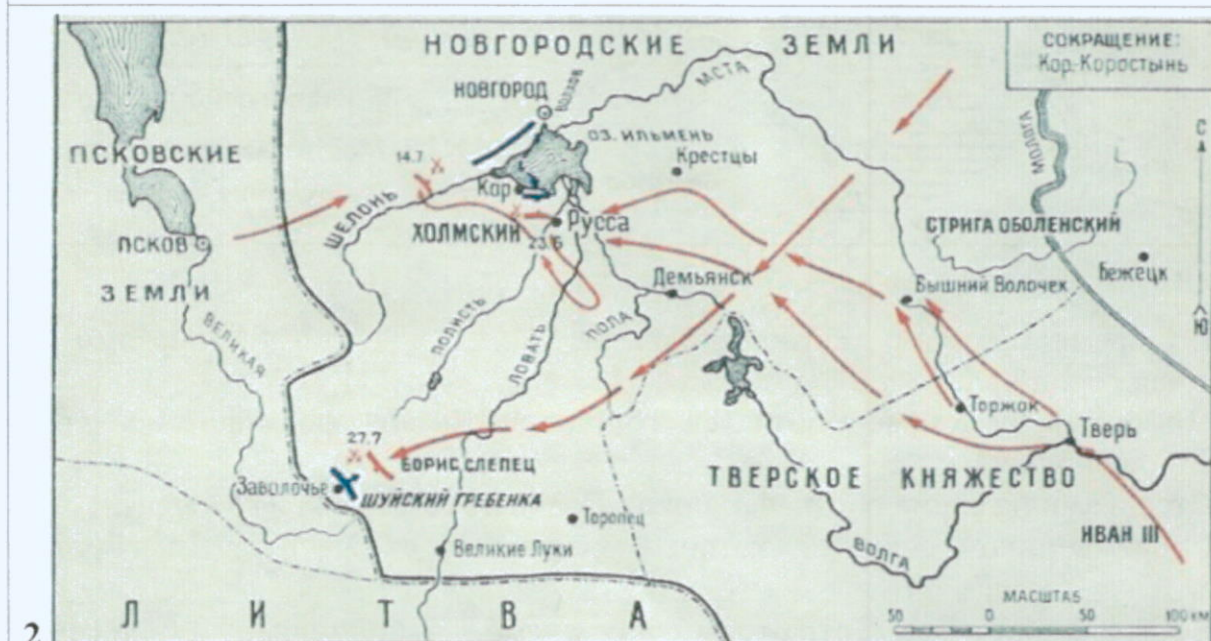 НОВГОРОДСКИЕ ЗЕМЛИ
СОКРАЩЕНИЕ:
Кор-Коростынь
НОВГОРОД
Волхов
МСТА
ОЗ. ИЛЬМЕНЬ
Крестцы
МОЛОГА
С
ПСКОВСКИЕ
14.7
Кор
ШЕЛОНЬ
ХОЛМСКИЙ
Русса
23.6
СТРИГА ОБОЛЕНСКИЙ
ПСКОВ
Бежецк
ЗЕМЛИ
Демьянск
Вышний Волочек
Ю
ВЕЛИКАЯ
ПОЛИСТЬ
ЛОВАТЬ
ПОЛА
Торжок
Тверь
27.7
БОРИС СЛЕПЕЦ
Заволочье
ШУЙСКИЙ ГРЕБЕНКА
ТВЕРСКОЕ КНЯЖЕСТВО
Торопец
Великие Луки
ВОЛГА
ИВАН III
МАСШТАБ
ЛИТВА
50 0 50 100 КМ
2